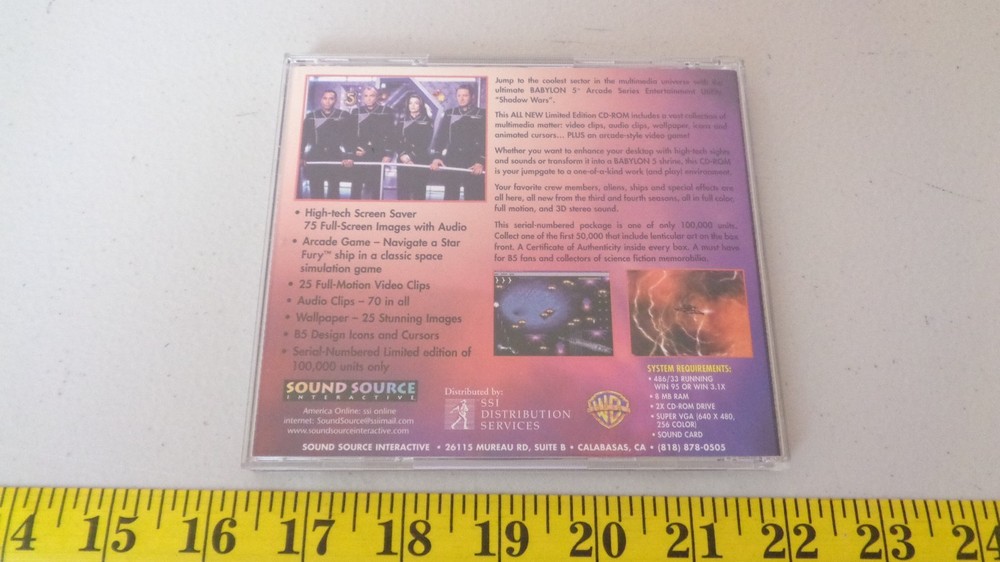 Jump to the coolest sector in the multimedia universe with the
ultimate BABYLON 5™ Arcade Series Entertainment Utility
"Shadow Wars".
This ALL NEW Limited Edition CD-ROM includes a vast collection of
multimedia matter: video clips, audio clips, wallpaper, icons and
animated cursors... PLUS an arcade-style video game!
Whether you want to enhance your desktop with high-tech sights
and sounds or transform it into a BABYLON 5 shrine, this CD-ROM
is your jumpgate to a one-of-a-kind work (and play) environment.
Your favorite crew members, aliens, ships and special effects are
all here, all new from the third and fourth seasons, all in full color,
full motion, and 3D stereo sound.
This serial-numbered package is one of only 100,000 units.
Collect one of the first 50,000 that include lenticular art on the box
front. A Certificate of Authenticity inside every box. A must have
for B5 fans and collectors of science fiction memorabilia.
5
• High-tech Screen Saver
75 Full-Screen Images with Audio
• Arcade Game – Navigate a Star
Fury™ ship in a classic space
simulation game
• 25 Full-Motion Video Clips
• Audio Clips – 70 in all
• Wallpaper – 25 Stunning Images
• B5 Design Icons and Cursors
• Serial-Numbered Limited edition of
100,000 units only
SOUND SOURCE
INTERACTIVE
America Online: ssi online
internet: SoundSource@ssiimail.com
www.soundsourceinteractive.com
Distributed by:
SSI
DISTRIBUTION
SERVICES
WB
SYSTEM REQUIREMENTS:
• 486/33 RUNNING
WIN 95 OR WIN 3.1X
• 8 MB RAM
• 2X CD-ROM DRIVE
• SUPER VGA (640 X 480,
256 COLOR)
• SOUND CARD
SOUND SOURCE INTERACTIVE • 26115 MUREAU RD, SUITE B • CALABASAS, CA • (818) 878-0505
14 15 16 17 18 19 20 21 22 23 24